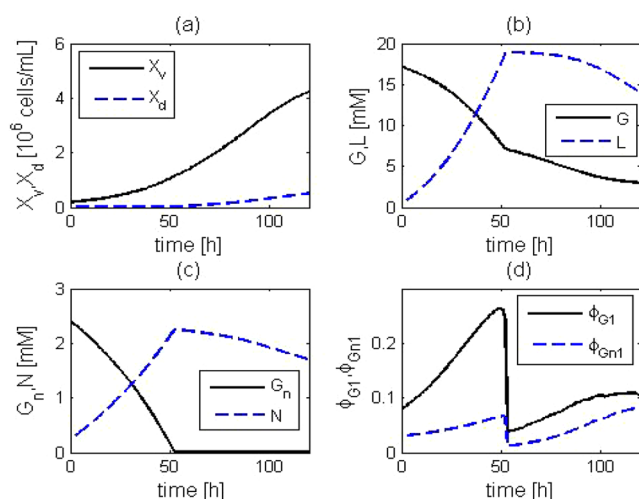 (a)
6
4
2
0
X_v,X_d [10^6 cells/mL]
X_v
X_d
0
50
100
time [h]
(b)
20
15
10
5
0
G,L [mM]
G
L
0
50
100
time [h]
(c)
3
2
1
0
G_n,N [mM]
G_n
N
0
50
100
time [h]
(d)
0.2
0.1
0
ϕ_G1,ϕ_Gn1
ϕ_G1
ϕ_Gn1
0
50
100
time [h]